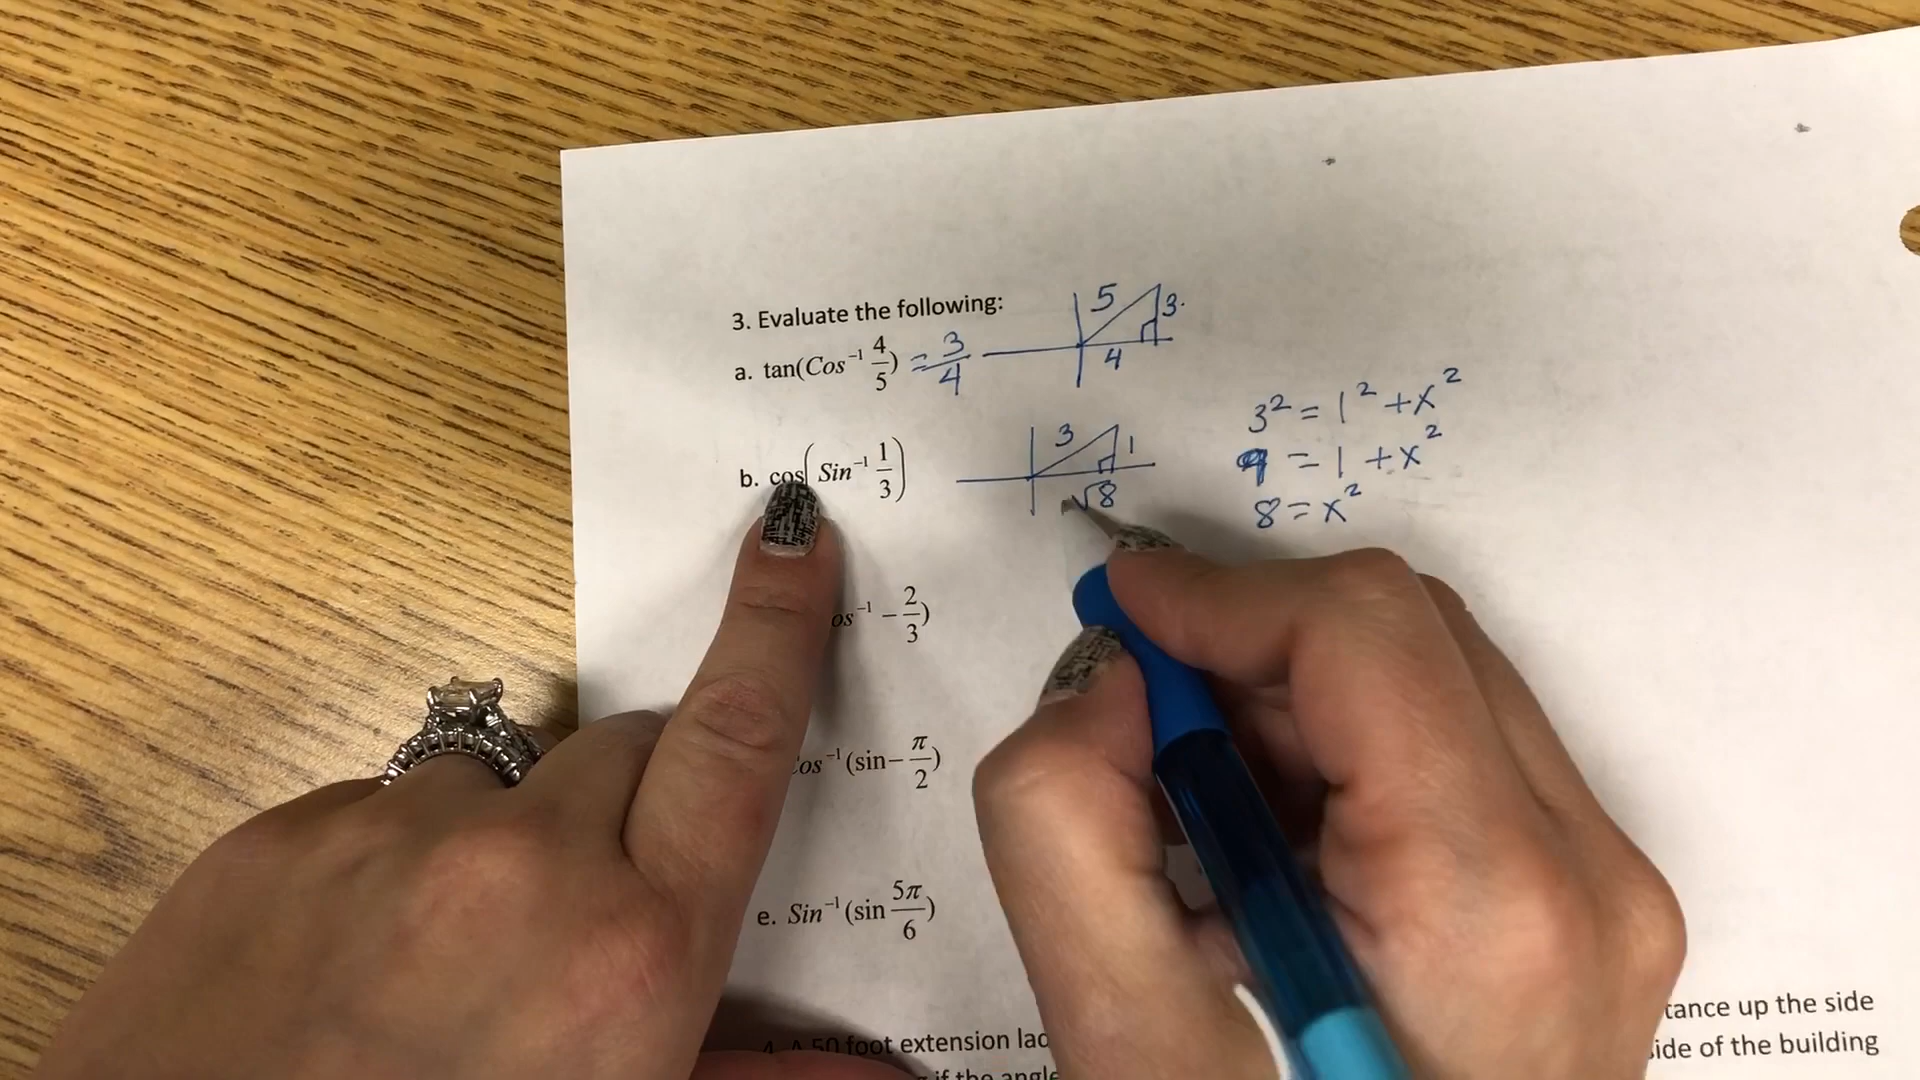 3. Evaluate the following:
5
3.
4
a. tan(Cos⁻¹ 4/5) = 3/4
b. cos(Sin⁻¹ 1/3)
3
1
√8
3² = 1² + x²
9 = 1 + x²
8 = x²
os⁻¹ − 2/3)
os⁻¹(sin− π/2)
e. Sin⁻¹(sin 5π/6)
tance up the side
4. A 50 foot extension lad
ide of the building
if the angle